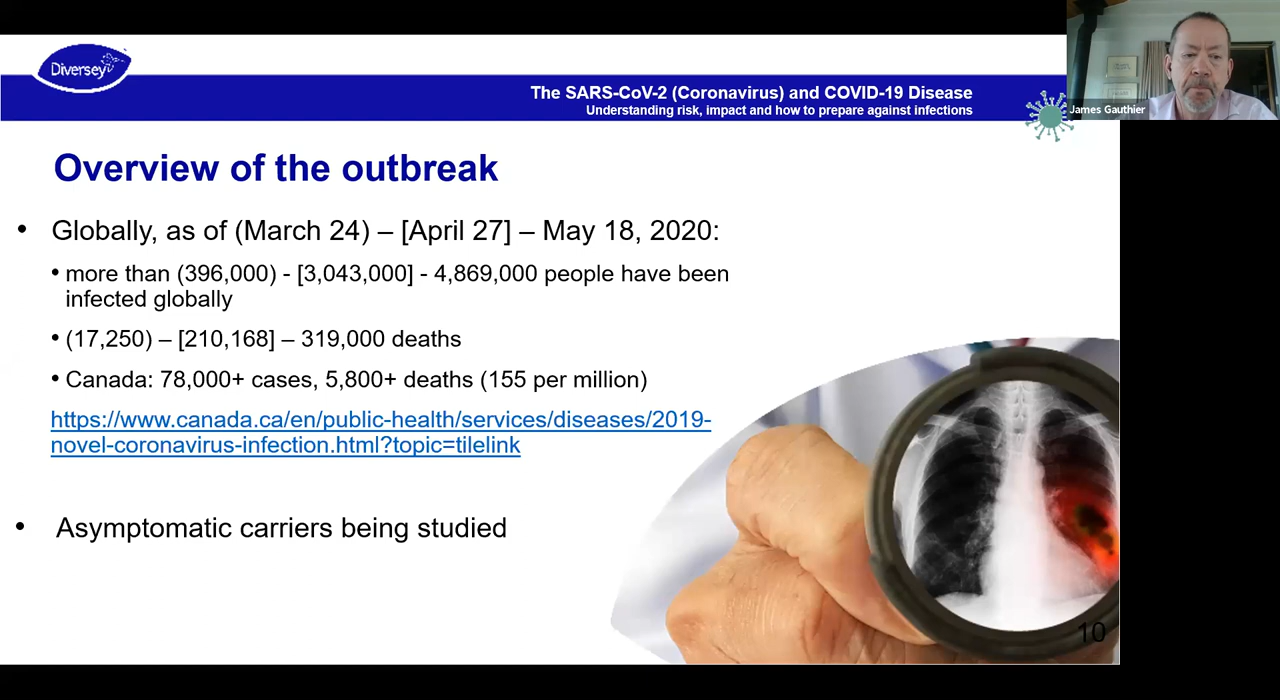 Diversey
The SARS-CoV-2 (Coronavirus) and COVID-19 Disease
Understanding risk, impact and how to prepare against infections
James Gauthier
Overview of the outbreak
• Globally, as of (March 24) – [April 27] – May 18, 2020:
• more than (396,000) - [3,043,000] - 4,869,000 people have been
infected globally
• (17,250) – [210,168] – 319,000 deaths
• Canada: 78,000+ cases, 5,800+ deaths (155 per million)
https://www.canada.ca/en/public-health/services/diseases/2019-
novel-coronavirus-infection.html?topic=tilelink
• Asymptomatic carriers being studied
10